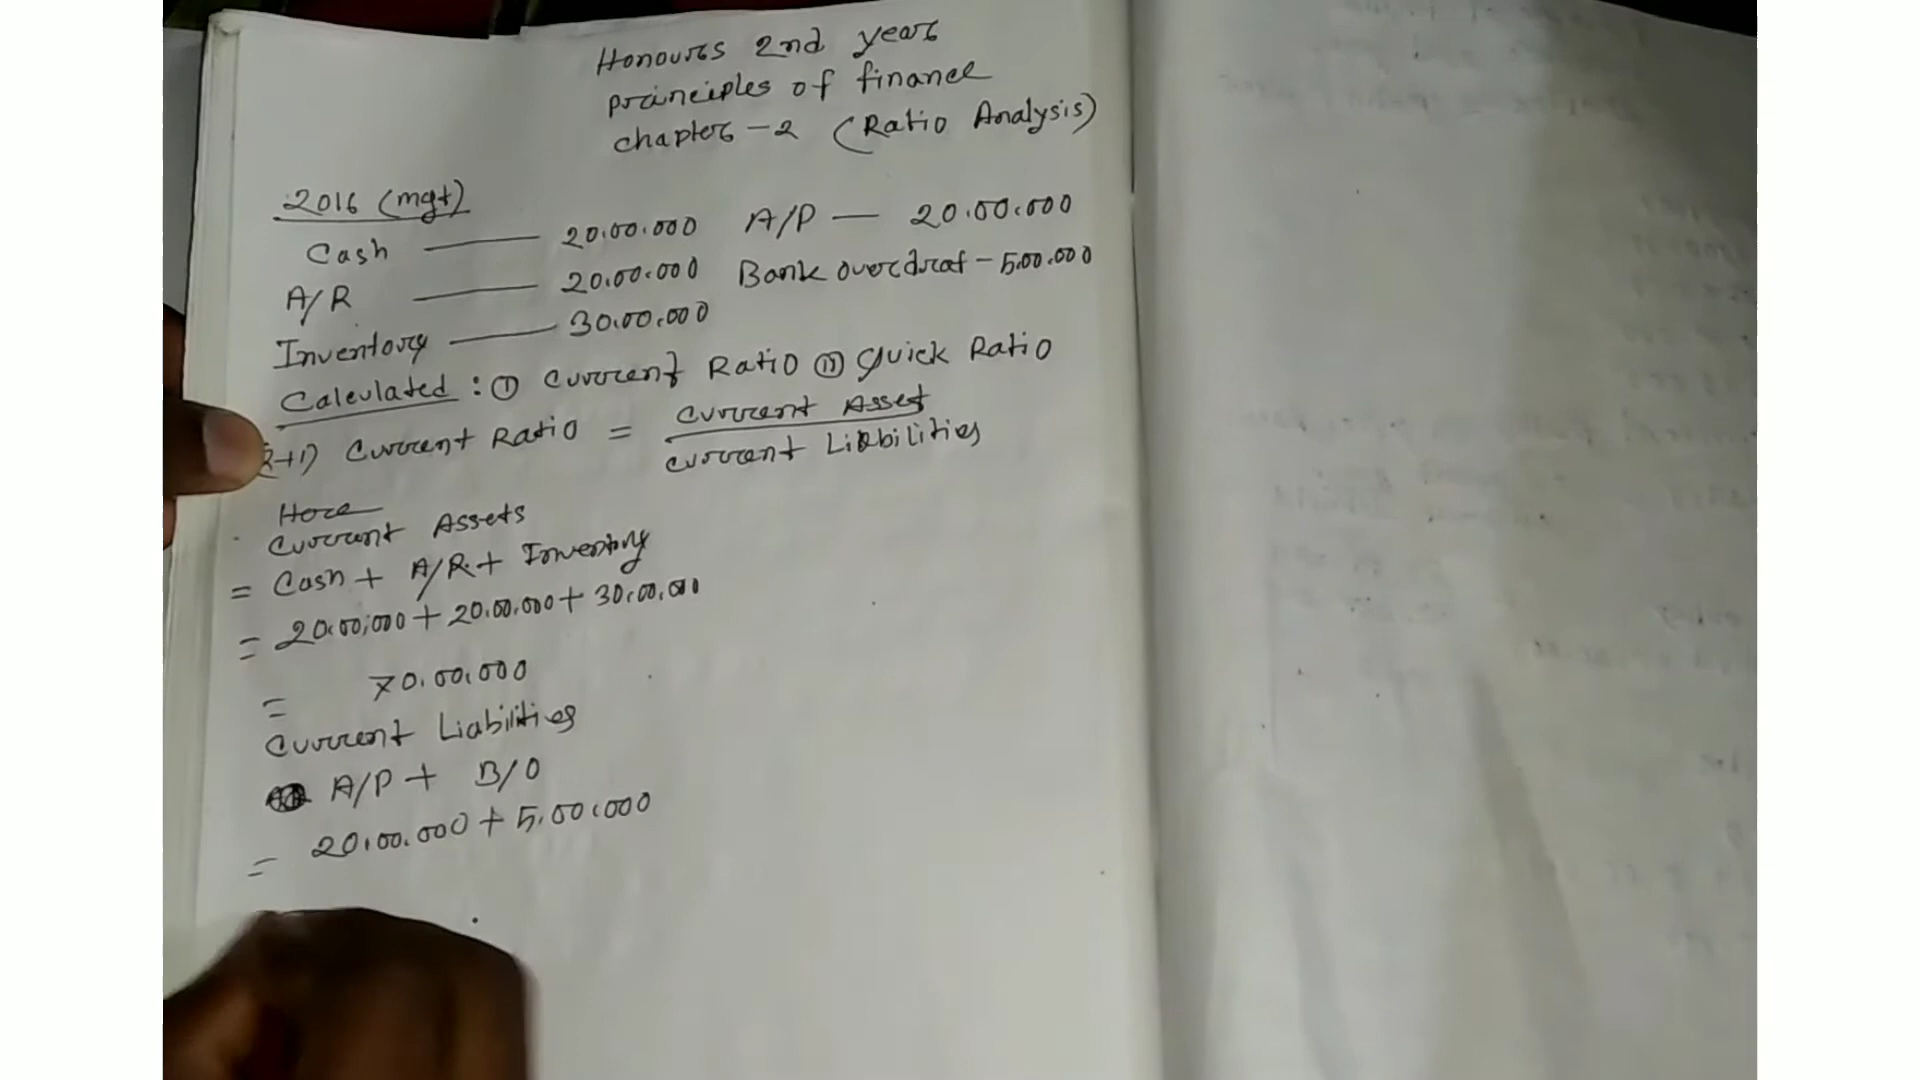 Honours 2nd year
principles of finance
chapter - 2 (Ratio Analysis)
2016 (mgt)
Cash — 20,00,000 A/P — 20,00,000
A/R — 20,00,000 Bank overdraf - 5,00,000
Inventory — 30,00,000
Calculated : ① Current Ratio ⑪ Quick Ratio
+1) Current Ratio = Current Asset
Current Liabilities
Here
Current Assets
= Cash + A/R + Inventory
= 20,00,000 + 20,00,000 + 30,00,000
= 70,00,000
Current Liabilities
A/P + B/O
= 20,00,000 + 5,00,000